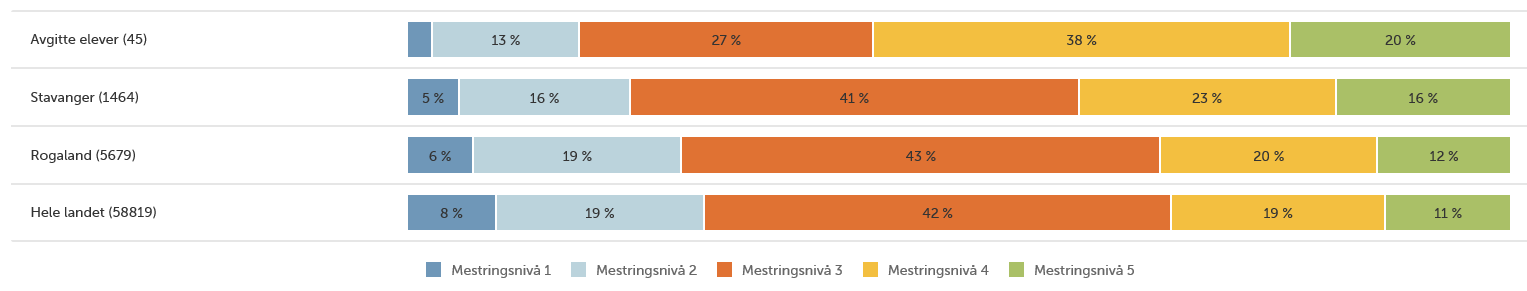 Avgitte elever (45) 13 % 27 % 38 % 20 %
Stavanger (1464) 5 % 16 % 41 % 23 % 16 %
Rogaland (5679) 6 % 19 % 43 % 20 % 12 %
Hele landet (58819) 8 % 19 % 42 % 19 % 11 %
Mestringsnivå 1 Mestringsnivå 2 Mestringsnivå 3 Mestringsnivå 4 Mestringsnivå 5